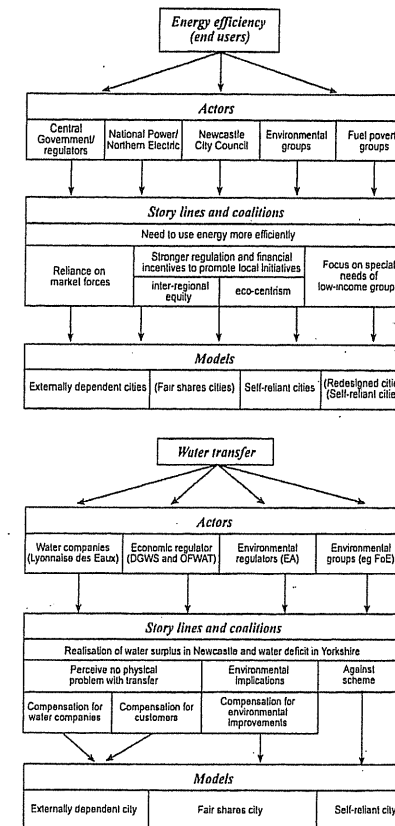 Energy efficiency
(end users)
Actors
Central
Government/
regulators
National Power/
Northern Electric
Newcastle
City Council
Environmental
groups
Fuel povert
groups
Story lines and coalitions
Need to use energy more efficiently
Reliance on
market forces
Stronger regulation and financial
incentives to promote local initiatives
inter-regional
equity
eco-centrism
Focus on special
needs of
low-income group
Models
Externally dependent cities
(Fair shares cities)
Self-reliant cities
(Redesigned citie
(Self-reliant cities
Water transfer
Actors
Water companies
(Lyonnaise des Eaux)
Economic regulator
(DGWS and OFWAT)
Environmental
regulators (EA)
Environmental
groups (eg FoE)
Story lines and coalitions
Realisation of water surplus in Newcastle and water deficit in Yorkshire
Perceive no physical
problem with transfer
Environmental
implications
Against
scheme
Compensation for
water companies
Compensation for
customers
Compensation for
environmental
improvements
Models
Externally dependent city
Fair shares city
Self-reliant city